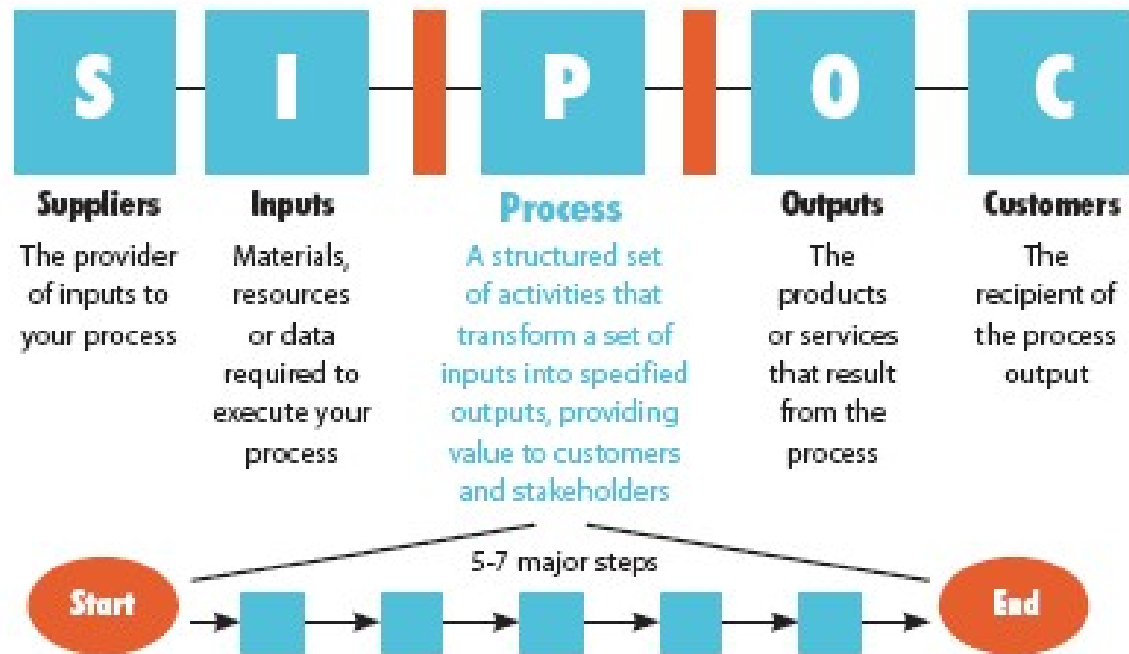 S I P O C
Suppliers
The provider
of inputs to
your process
Inputs
Materials,
resources
or data
required to
execute your
process
Process
A structured set
of activities that
transform a set of
inputs into specified
outputs, providing
value to customers
and stakeholders
Outputs
The
products
or services
that result
from the
process
Customers
The
recipient of
the process
output
5-7 major steps
Start
End